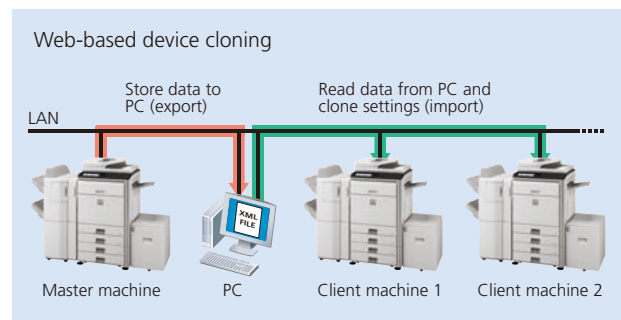 Web-based device cloning
Store data to
PC (export)
Read data from PC and
clone settings (import)
LAN
XML
FILE
Master machine
PC
Client machine 1
Client machine 2